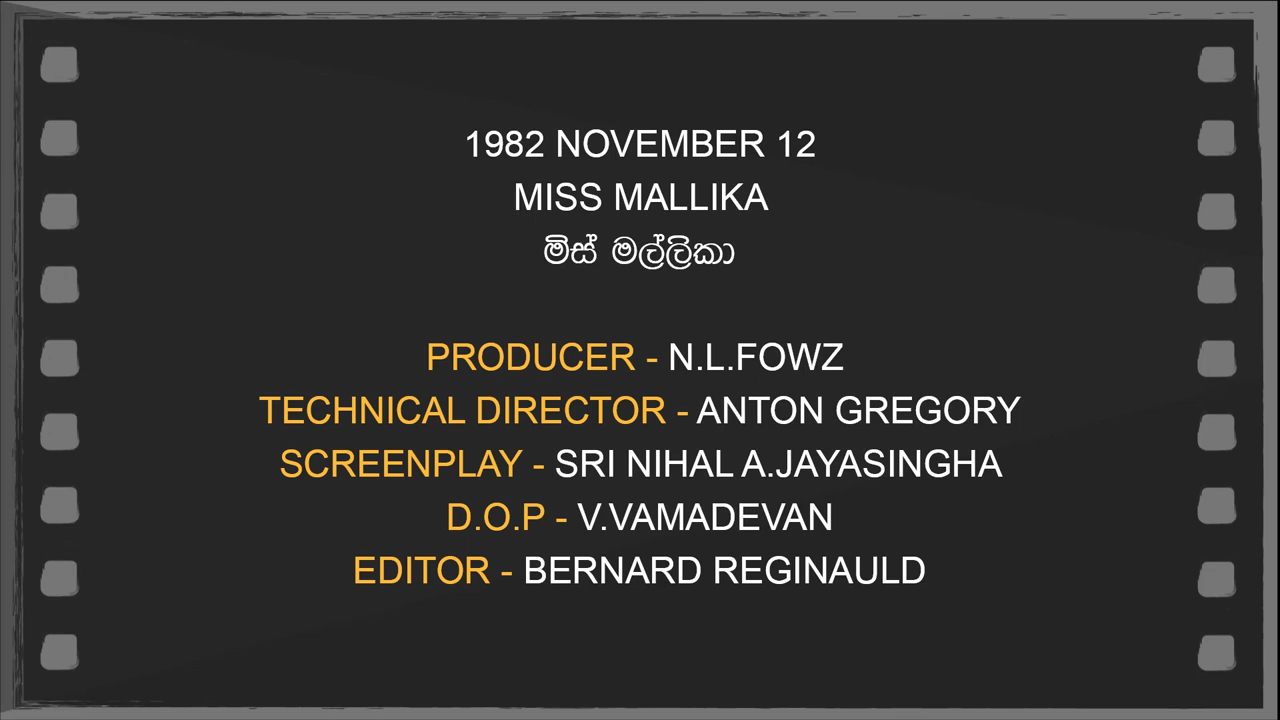 1982 NOVEMBER 12
MISS MALLIKA
මිස් මල්ලිකා
PRODUCER - N.L.FOWZ
TECHNICAL DIRECTOR - ANTON GREGORY
SCREENPLAY - SRI NIHAL A.JAYASINGHA
D.O.P - V.VAMADEVAN
EDITOR - BERNARD REGINAULD